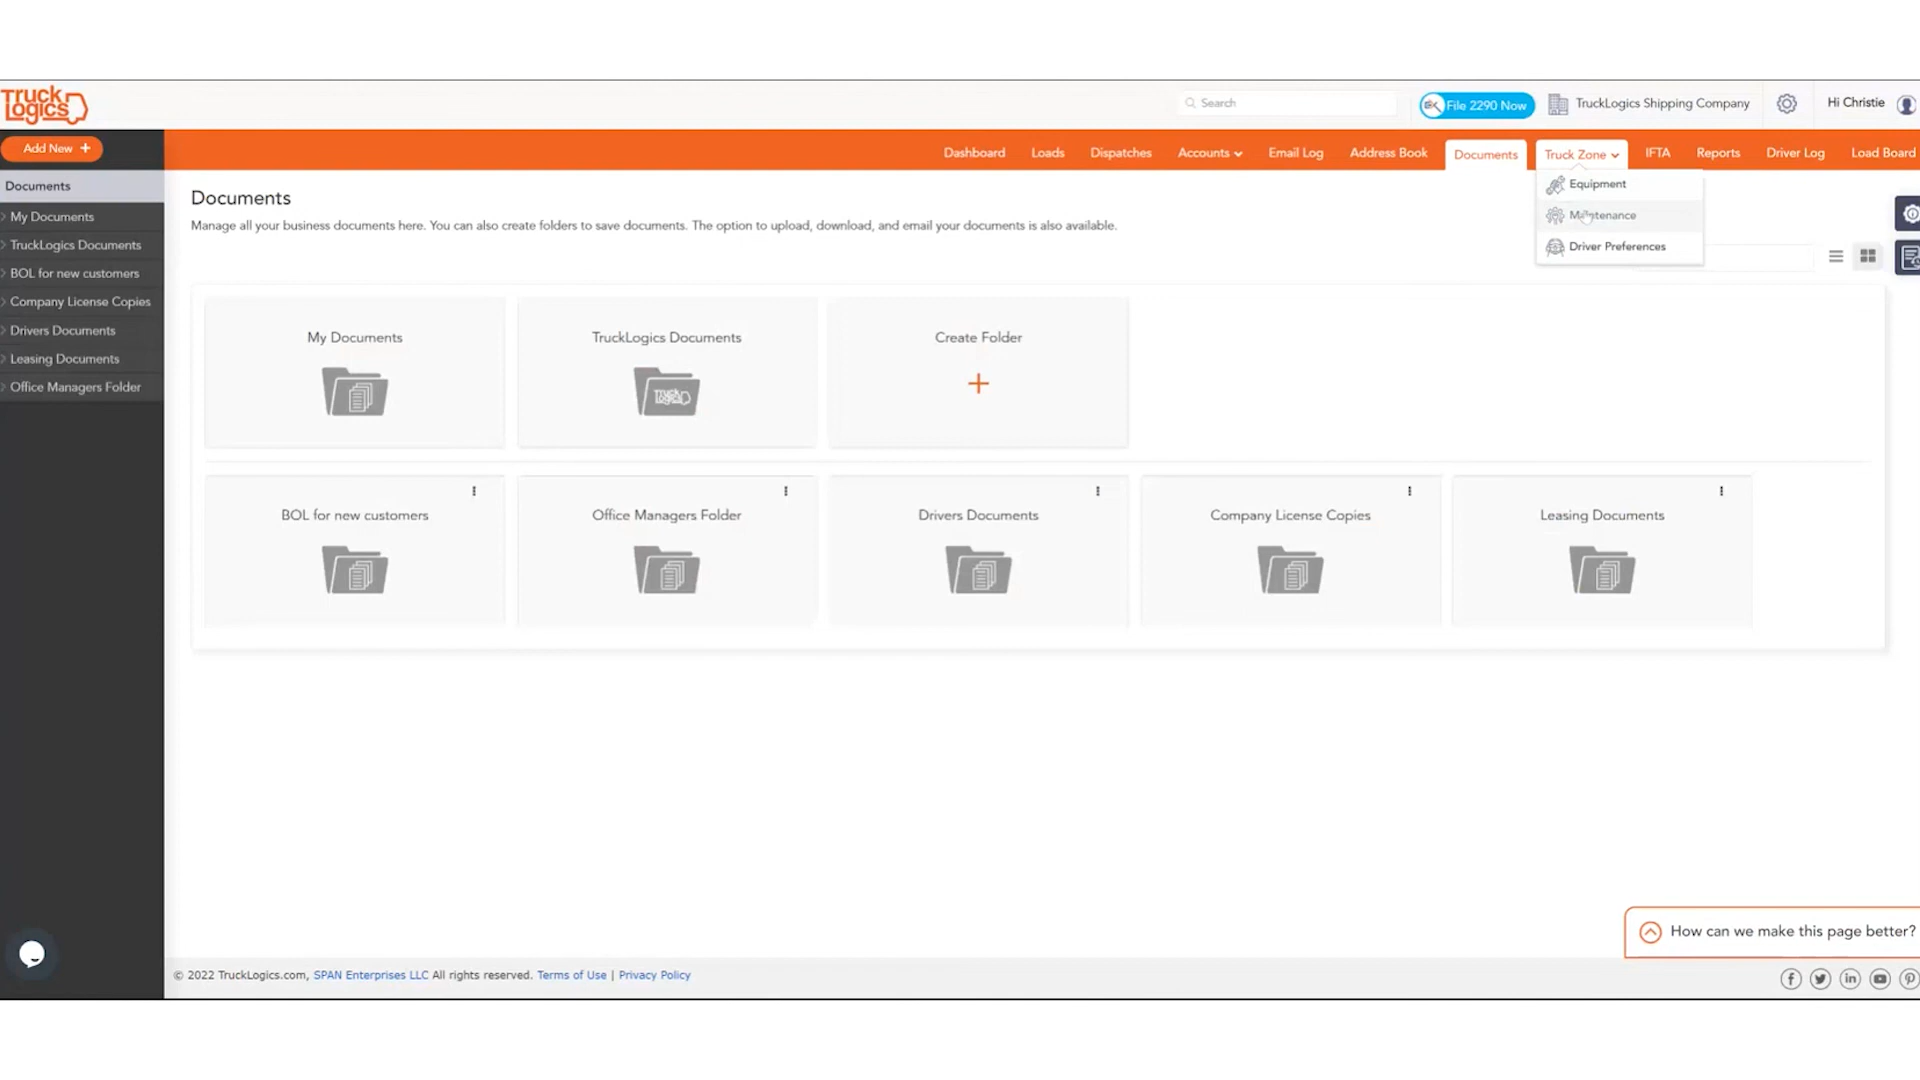 Truck
Logics
Search
File 2290 Now
TruckLogics Shipping Company
Hi Christie
Add New +
Dashboard
Loads
Dispatches
Accounts
Email Log
Address Book
Documents
Truck Zone
IFTA
Reports
Driver Log
Load Board
Equipment
Maintenance
Driver Preferences
Documents
My Documents
TruckLogics Documents
BOL for new customers
Company License Copies
Drivers Documents
Leasing Documents
Office Managers Folder
Documents
Manage all your business documents here. You can also create folders to save documents. The option to upload, download, and email your documents is also available.
My Documents
TruckLogics Documents
Truck
Logics
Create Folder
+
BOL for new customers
Office Managers Folder
Drivers Documents
Company License Copies
Leasing Documents
How can we make this page better?
© 2022 TruckLogics.com, SPAN Enterprises LLC All rights reserved. Terms of Use | Privacy Policy